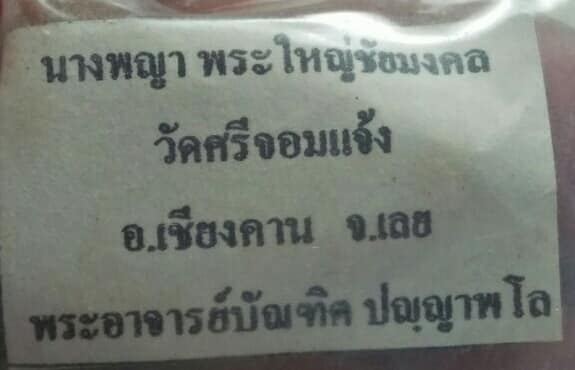 นางพญา พระใหญ่ชัยมงคล
วัดศรีจอมแจ้ง
อ.เชียงคาน จ.เลย
พระอาจารย์บัณฑิต ปญฺญาพโล